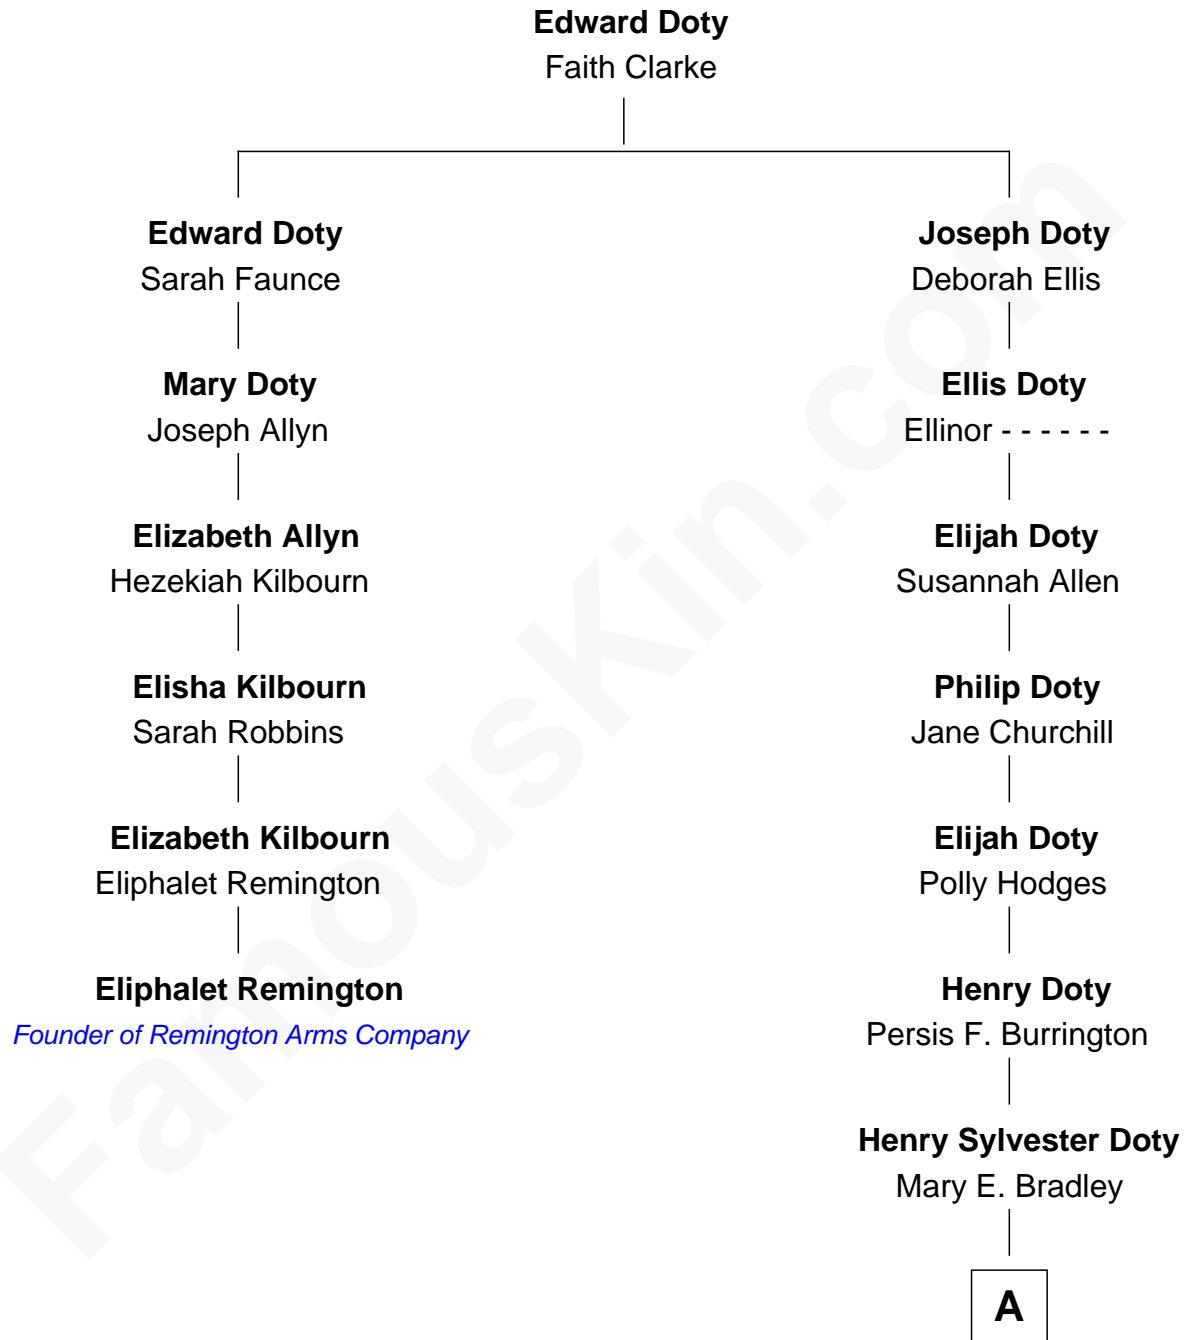 Edward Doty
Faith Clarke
Edward Doty
Sarah Faunce
Mary Doty
Joseph Allyn
Elizabeth Allyn
Hezekiah Kilbourn
Elisha Kilbourn
Sarah Robbins
Elizabeth Kilbourn
Eliphalet Remington
Eliphalet Remington
Founder of Remington Arms Company
Joseph Doty
Deborah Ellis
Ellis Doty
Ellinor - - - - - -
Elijah Doty
Susannah Allen
Philip Doty
Jane Churchill
Elijah Doty
Polly Hodges
Henry Doty
Persis F. Burrington
Henry Sylvester Doty
Mary E. Bradley
A
FamousKin.com